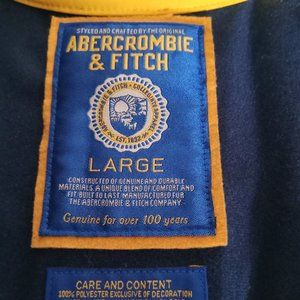 STYLED AND CRAFTED BY THE ORIGINAL
ABERCROMBIE
& FITCH
LARGE
CONSTRUCTED OF GENUINE AND DURABLE
MATERIALS. A UNIQUE BLEND OF COMFORT AND
FIT. BUILT TO LAST. MANUFACTURED FOR
THE ABERCROMBIE & FITCH COMPANY
Genuine for over 100 years
CARE AND CONTENT
100% POLYESTER EXCLUSIVE OF DECORATION